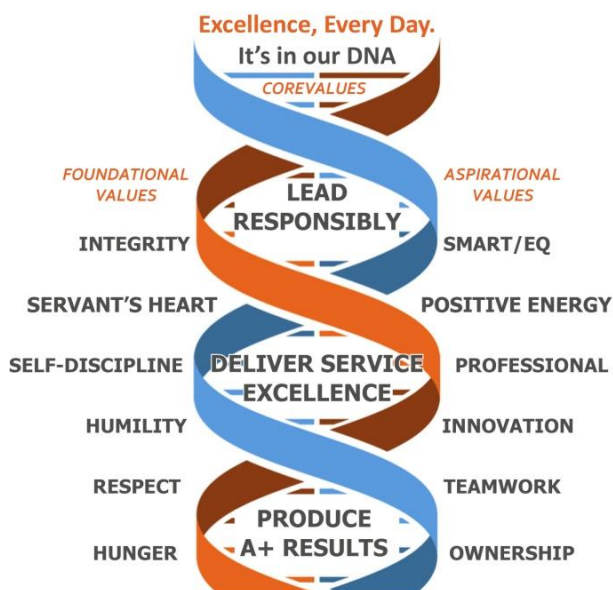 Excellence, Every Day.
It's in our DNA
COREVALUES
FOUNDATIONAL
VALUES
ASPIRATIONAL
VALUES
LEAD
RESPONSIBLY
INTEGRITY
SMART/EQ
SERVANT'S HEART
POSITIVE ENERGY
SELF-DISCIPLINE
DELIVER SERVICE
EXCELLENCE
PROFESSIONAL
HUMILITY
INNOVATION
RESPECT
TEAMWORK
PRODUCE
A+ RESULTS
HUNGER
OWNERSHIP